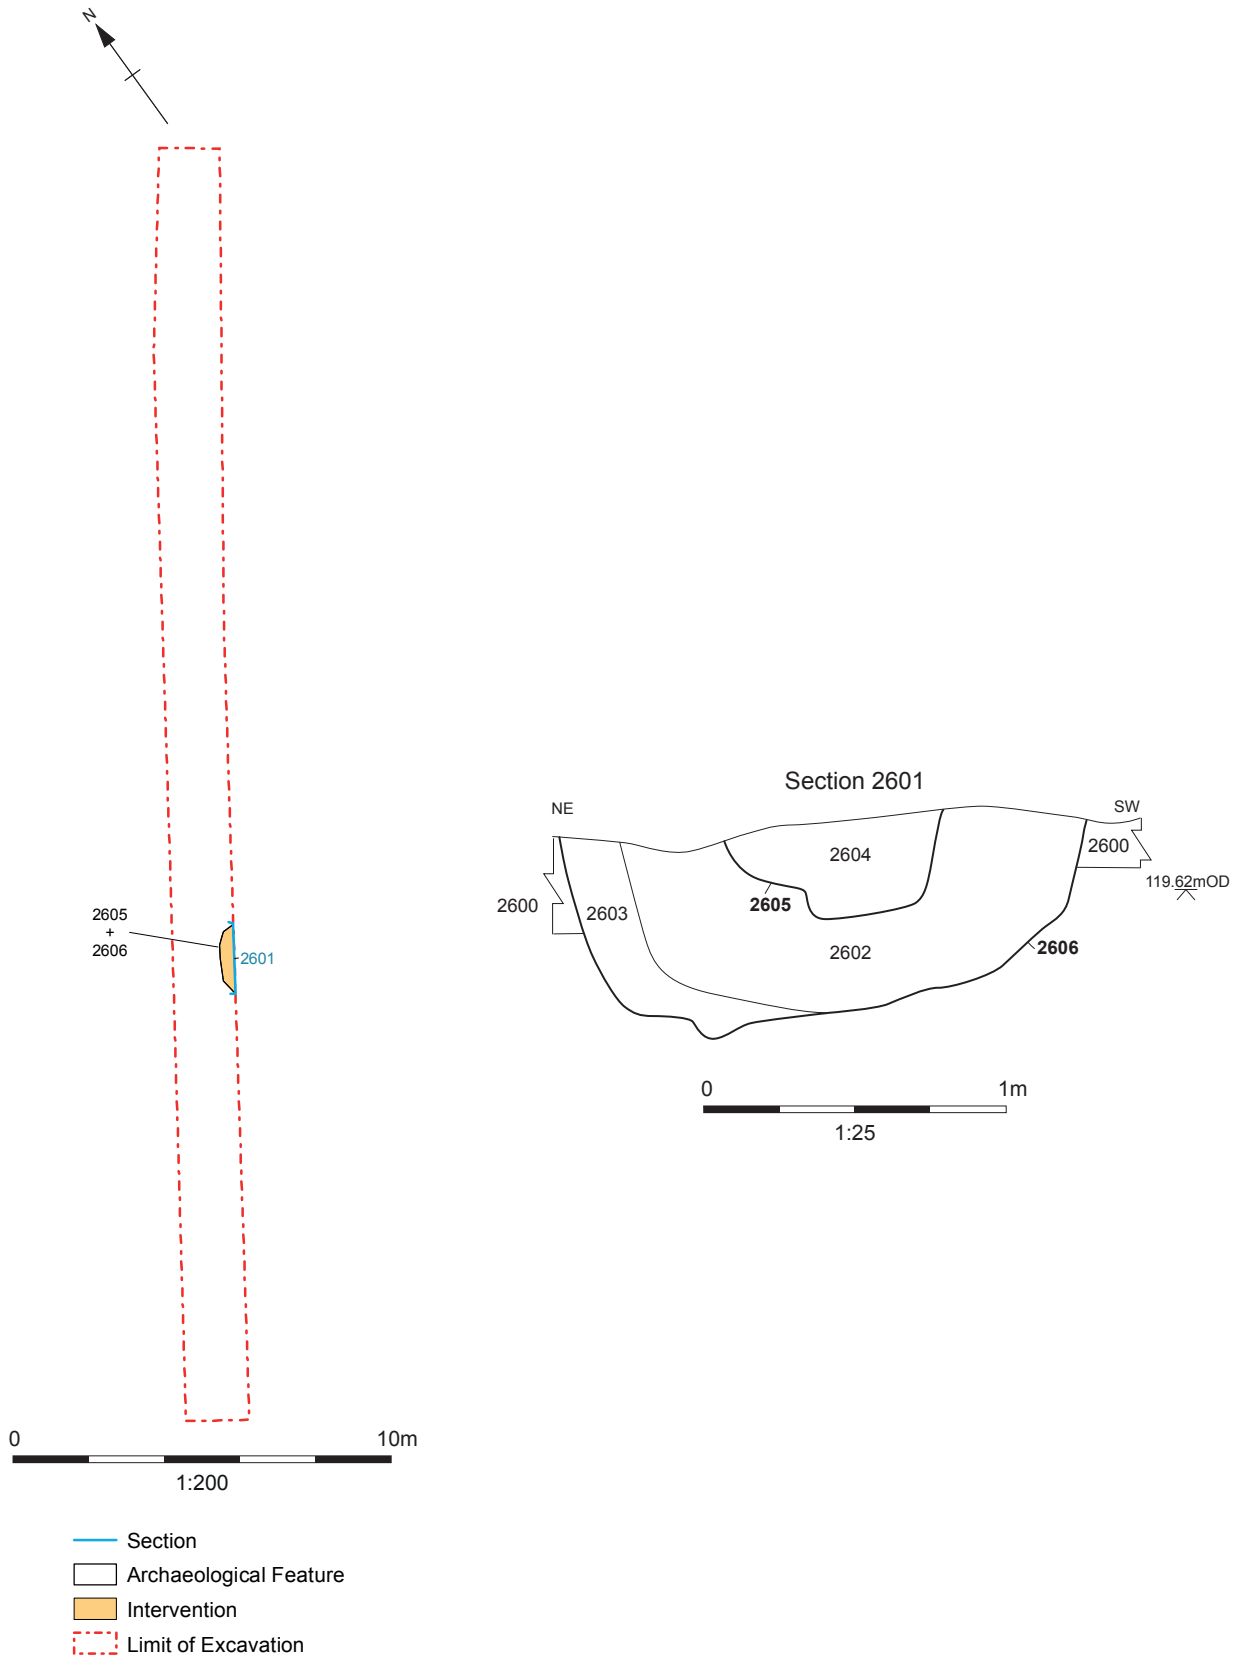 N
2605
+
2606
2601
Section 2601
NE
SW
2600
2603
2604
2605
2602
2600
119.62mOD
2606
0 1m
1:25
0 10m
1:200
Section
Archaeological Feature
Intervention
Limit of Excavation